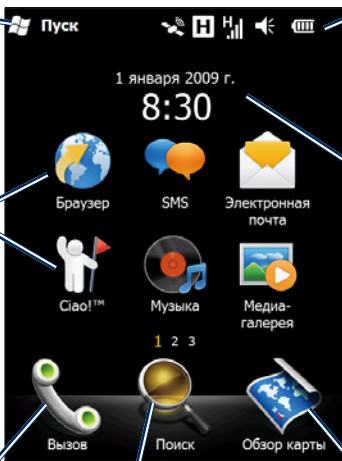 Пуск
H
H
1 января 2009 г.
8:30
Браузер SMS Электронная
почта
Ciao!™ Музыка Медиа-
галерея
1 2 3
Вызов Поиск Обзор карты